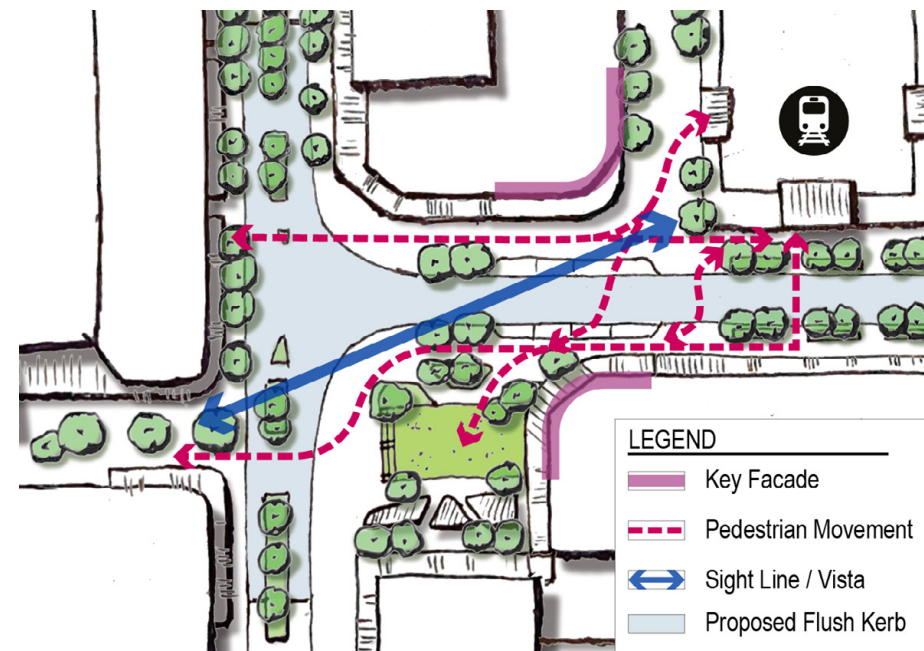 LEGEND
Key Facade
Pedestrian Movement
Sight Line / Vista
Proposed Flush Kerb